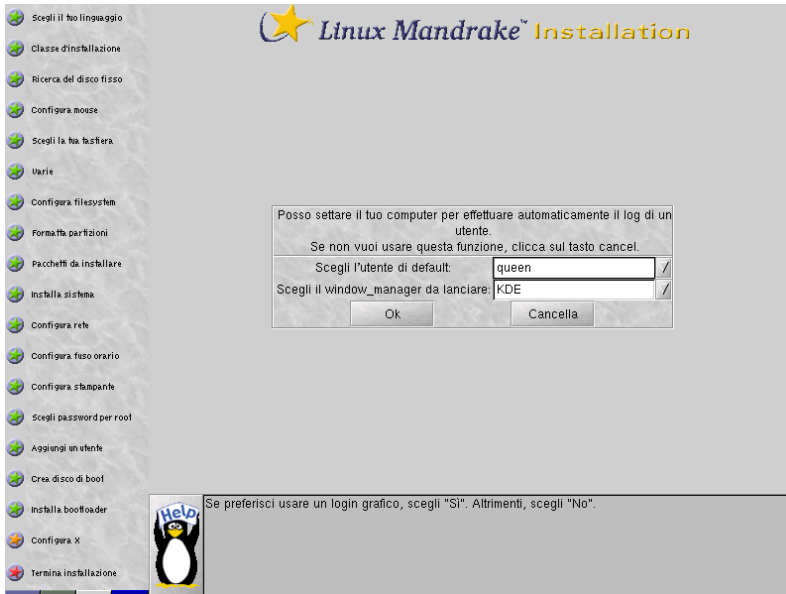 Scegli il tuo linguaggio
Classe d'installazione
Ricerca del disco fisso
Configura mouse
Scegli la tua tastiera
Varie
Configura filesystem
Formatta partizioni
Pacchetti da installare
Installa sistema
Configura rete
Configura fuso orario
Configura stampante
Scegli password per root
Aggiungi un utente
Crea disco di boot
Installa bootloader
Configura X
Termina installazione
Linux Mandrake~ Installation
Posso settare il tuo computer per effettuare automaticamente il log di un
utente.
Se non vuoi usare questa funzione, clicca sul tasto cancel.
Scegli l'utente di default: queen
Scegli il window_manager da lanciare: KDE
Ok Cancella
Help
Se preferisci usare un login grafico, scegli "Sì". Altrimenti, scegli "No".